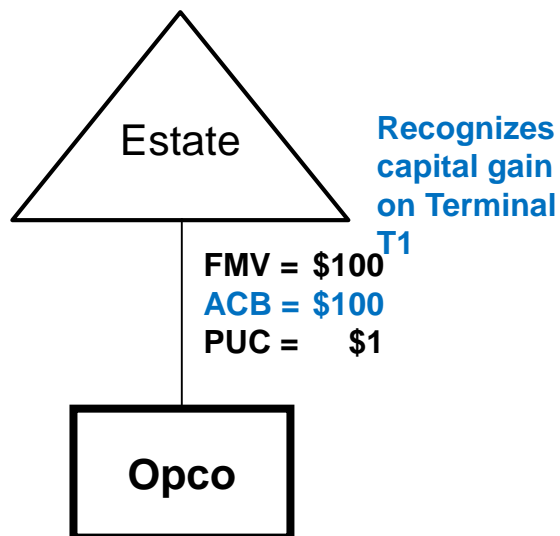 Estate
Recognizes
capital gain
on Terminal
T1
FMV = $100
ACB = $100
PUC = $1
Opco